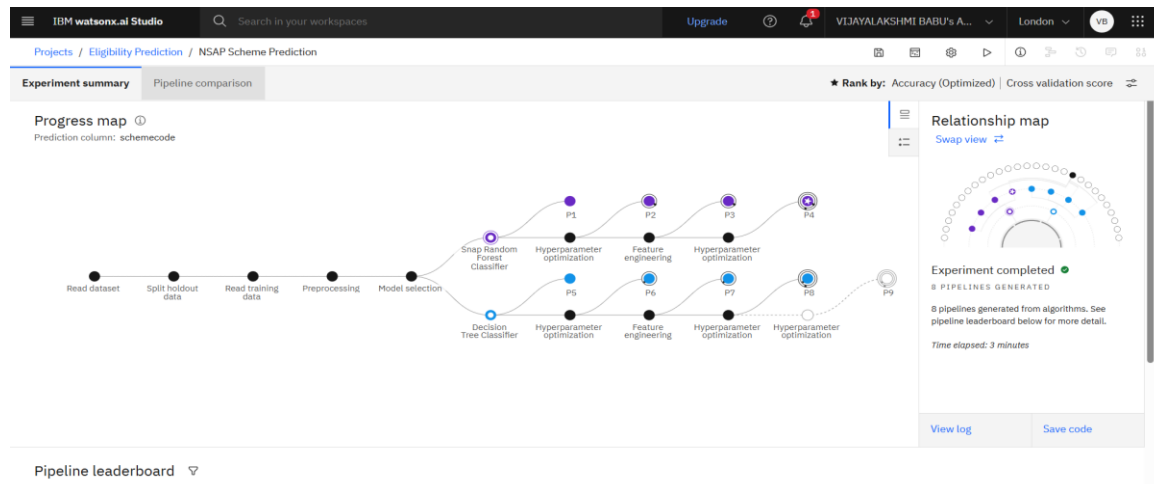 IBM watsonx.ai Studio
Search in your workspaces
Upgrade
1
VIJAYALAKSHMI BABU's A...
London
VB
Projects / Eligibility Prediction / NSAP Scheme Prediction
Experiment summary
Pipeline comparison
★ Rank by: Accuracy (Optimized) | Cross validation score
Progress map
Prediction column: schemecode
Relationship map
Swap view
P1
P2
P3
P4
Snap Random
Forest
Classifier
Hyperparameter
optimization
Feature
engineering
Hyperparameter
optimization
Read dataset
Split holdout
data
Read training
data
Preprocessing
Model selection
P5
P6
P7
P8
P9
Decision
Tree Classifier
Hyperparameter
optimization
Feature
engineering
Hyperparameter
optimization
Hyperparameter
optimization
Experiment completed
8 PIPELINES GENERATED
8 pipelines generated from algorithms. See
pipeline leaderboard below for more detail.
Time elapsed: 3 minutes
View log
Save code
Pipeline leaderboard